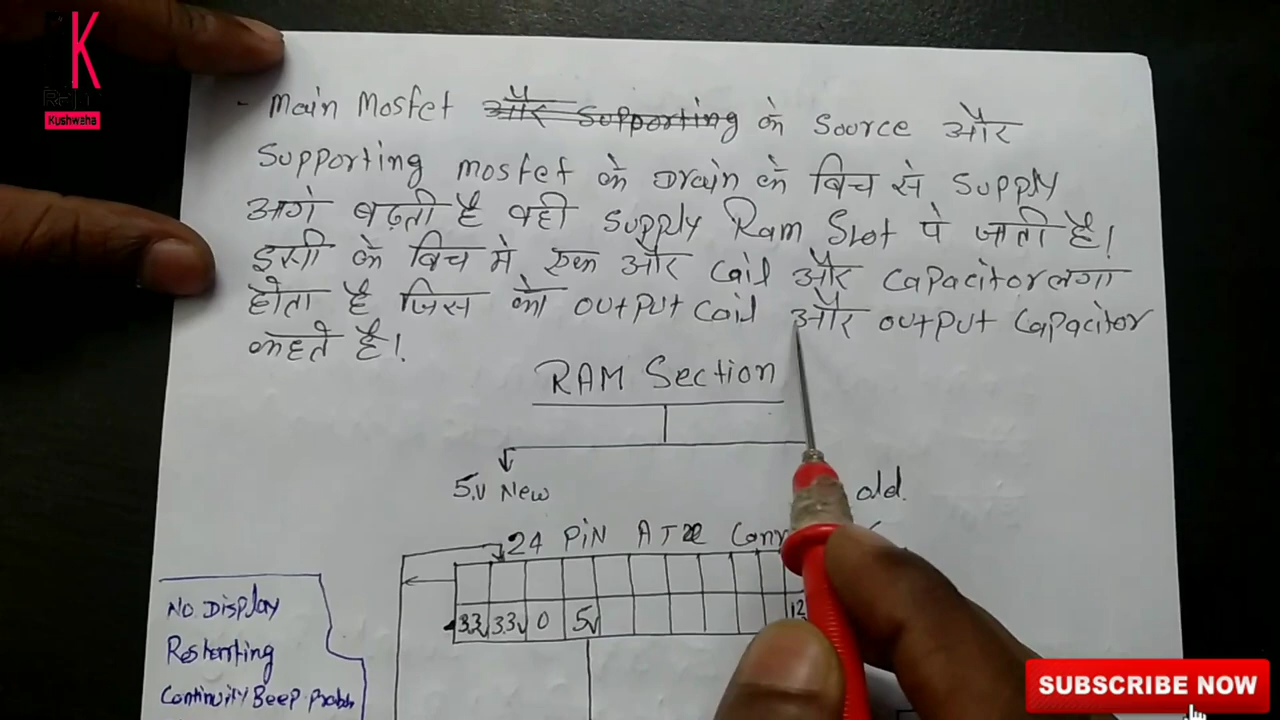 K
Kushwaha
- Main Mosfet और Supporting के Source और
Supporting mosfet के Drain के बिच से Supply
आगे बढ़ती है वही Supply Ram Slot पे जाती है।
इसी के बिच मे एक और Coil और Capacitor लगा
होता है जिस को output Coil और output Capacitor
कहते है।
RAM Section
5.v New
old.
24 PIN ATX Conn
3.3v 3.3v 0 5v 12
No Display
Restarting
Continuity Beep
SUBSCRIBE NOW